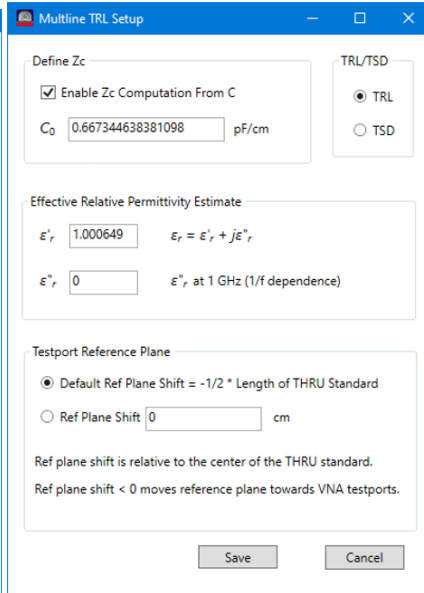 Multline TRL Setup
Define Zc
TRL/TSD
Enable Zc Computation From C
TRL
C₀ 0.667344638381098 pF/cm
TSD
Effective Relative Permittivity Estimate
ε'ᵣ 1.000649 εᵣ = ε'ᵣ + jε"ᵣ
ε"ᵣ 0 ε"ᵣ at 1 GHz (1/f dependence)
Testport Reference Plane
Default Ref Plane Shift = -1/2 * Length of THRU Standard
Ref Plane Shift 0 cm
Ref plane shift is relative to the center of the THRU standard.
Ref plane shift < 0 moves reference plane towards VNA testports.
Save Cancel